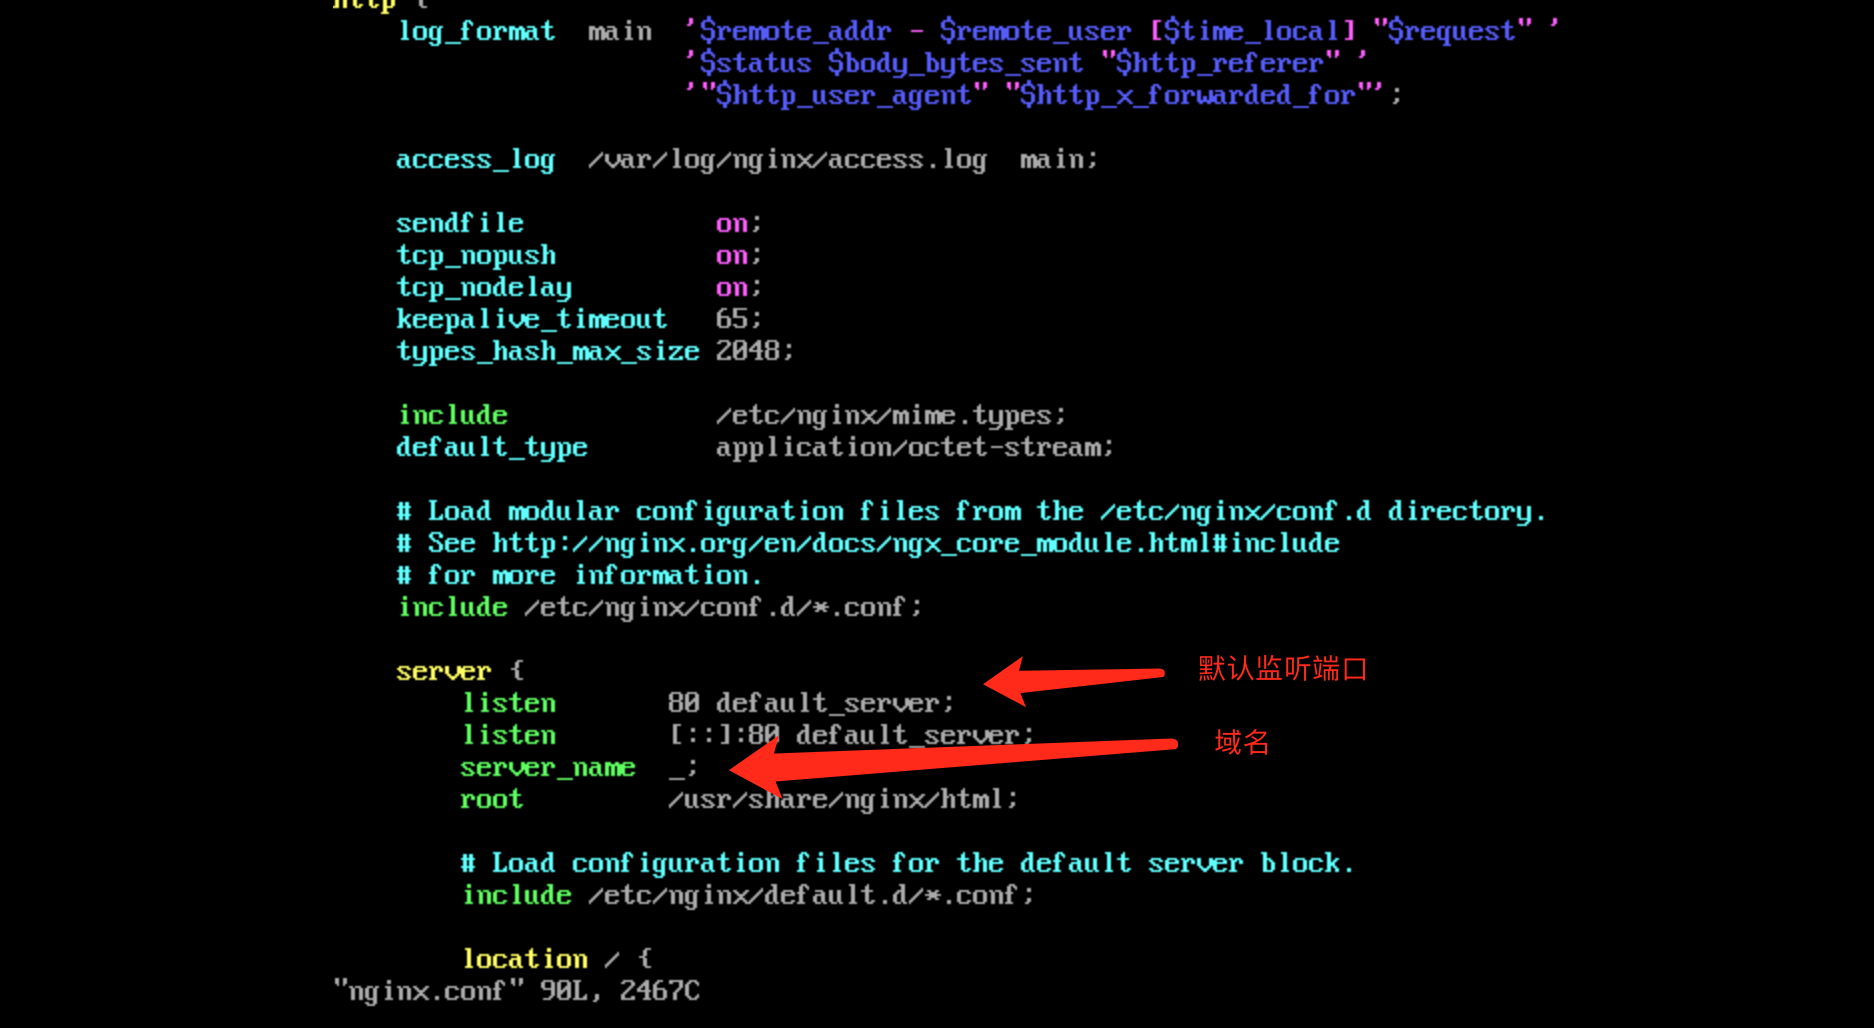 http {
log_format  main  '$remote_addr - $remote_user [$time_local] "$request" '
'$status $body_bytes_sent "$http_referer" '
'"$http_user_agent" "$http_x_forwarded_for"';
access_log  /var/log/nginx/access.log  main;
sendfile            on;
tcp_nopush          on;
tcp_nodelay         on;
keepalive_timeout   65;
types_hash_max_size 2048;
include             /etc/nginx/mime.types;
default_type        application/octet-stream;
# Load modular configuration files from the /etc/nginx/conf.d directory.
# See http://nginx.org/en/docs/ngx_core_module.html#include
# for more information.
include /etc/nginx/conf.d/*.conf;
server {
默认监听端口
listen       80 default_server;
listen       [::]:80 default_server;
域名
server_name  _;
root         /usr/share/nginx/html;
# Load configuration files for the default server block.
include /etc/nginx/default.d/*.conf;
location / {
"nginx.conf" 90L, 2467C